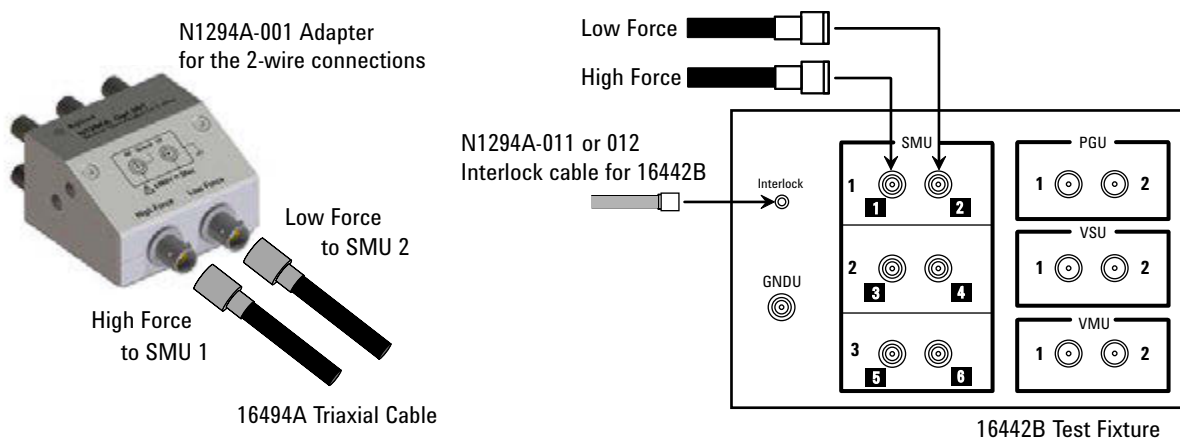 N1294A-001 Adapter
for the 2-wire connections
High Force
Low Force
Low Force
to SMU 2
High Force
to SMU 1
16494A Triaxial Cable
Low Force
High Force
N1294A-011 or 012
Interlock cable for 16442B
Interlock
GNDU
SMU
1
1
2
2
3
4
3
5
6
PGU
1
2
VSU
1
2
VMU
1
2
16442B Test Fixture